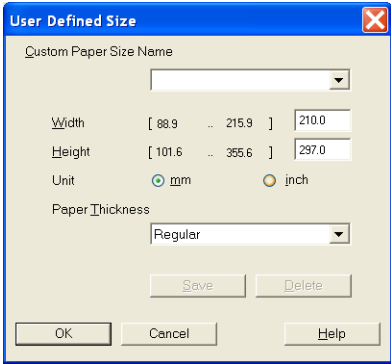 User Defined Size
Custom Paper Size Name
Width [ 88.9 .. 215.9 ] 210.0
Height [ 101.6 .. 355.6 ] 297.0
Unit mm inch
Paper Thickness
Regular
Save Delete
OK Cancel Help